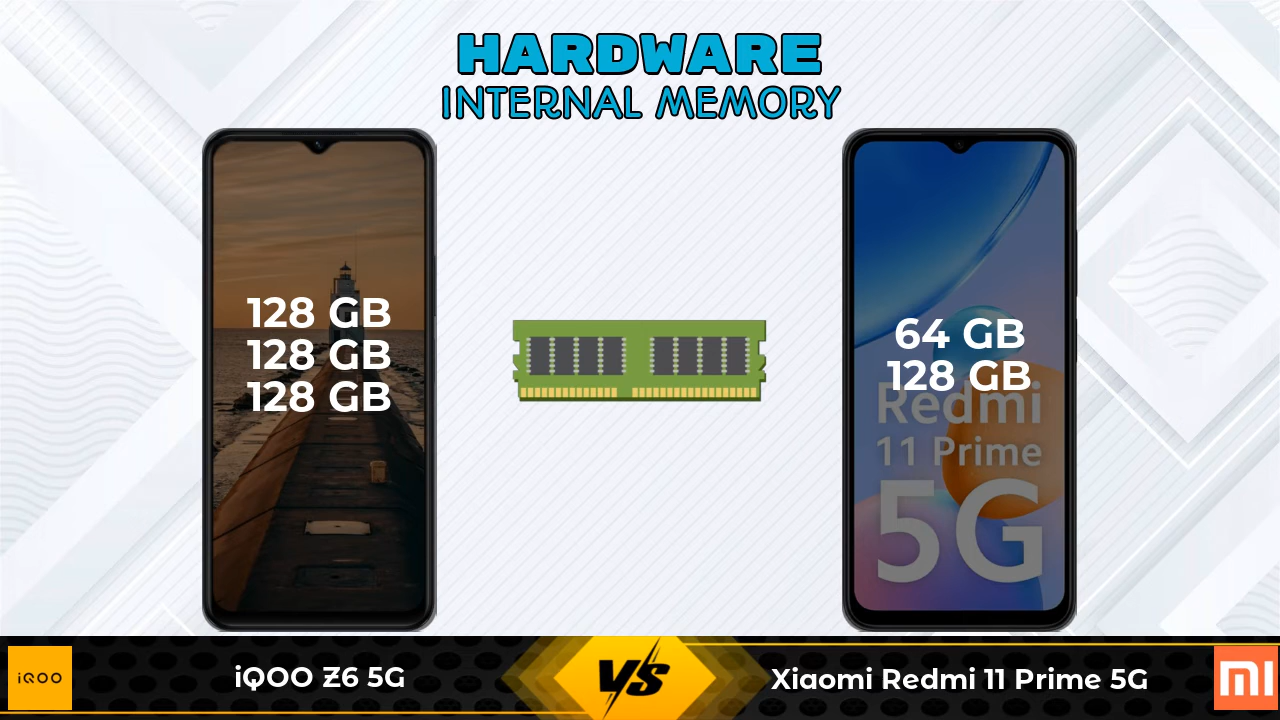 HARDWARE
INTERNAL MEMORY
128 GB
128 GB
128 GB
64 GB
128 GB
Redmi
11 Prime
5G
iQOO
iQOO Z6 5G
VS
Xiaomi Redmi 11 Prime 5G
mi